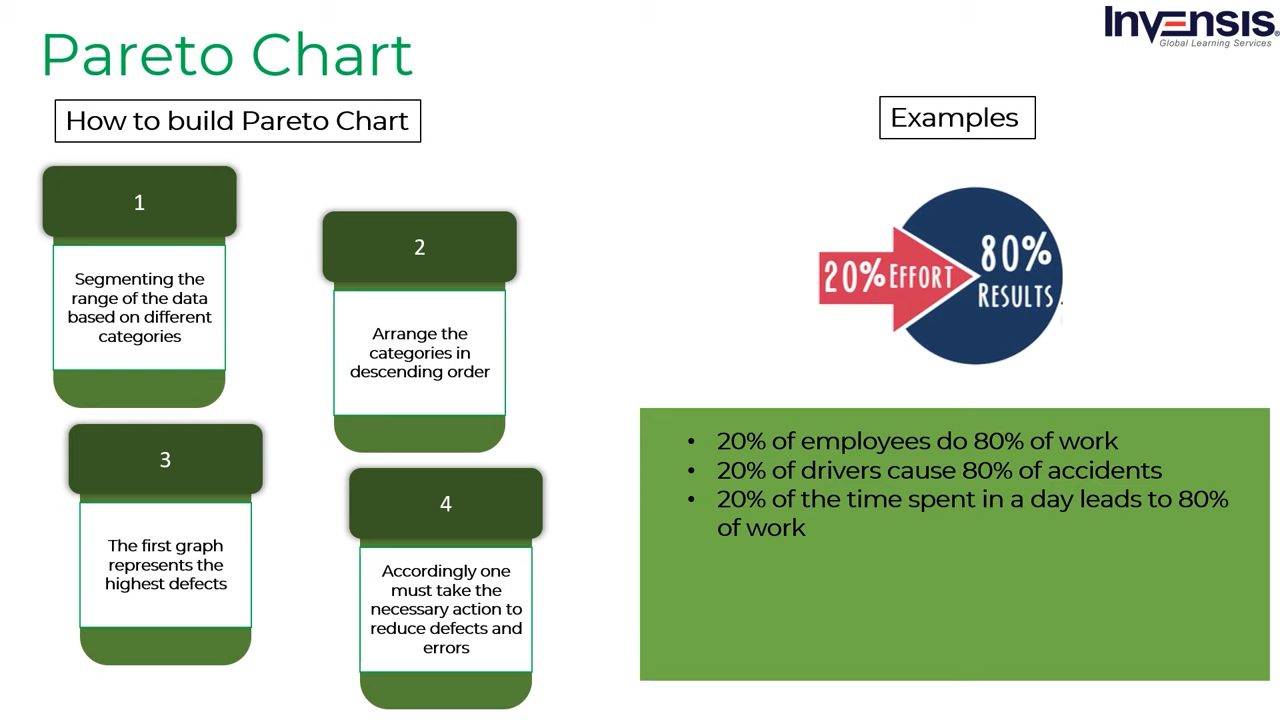 Pareto Chart
Invensis®
Global Learning Services
How to build Pareto Chart
1
Segmenting the
range of the data
based on different
categories
2
Arrange the
categories in
descending order
3
The first graph
represents the
highest defects
4
Accordingly one
must take the
necessary action to
reduce defects and
errors
Examples
20% EFFORT
80%
RESULTS
• 20% of employees do 80% of work
• 20% of drivers cause 80% of accidents
• 20% of the time spent in a day leads to 80%
of work